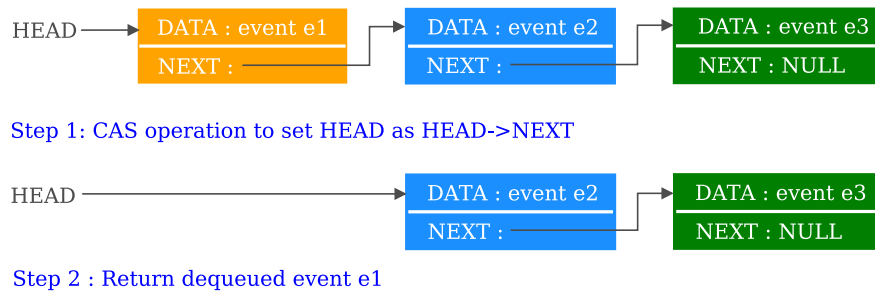 HEAD DATA : event e1 DATA : event e2 DATA : event e3
NEXT : NEXT : NEXT : NULL
Step 1: CAS operation to set HEAD as HEAD->NEXT
HEAD DATA : event e2 DATA : event e3
NEXT : NEXT : NULL
Step 2 : Return dequeued event e1